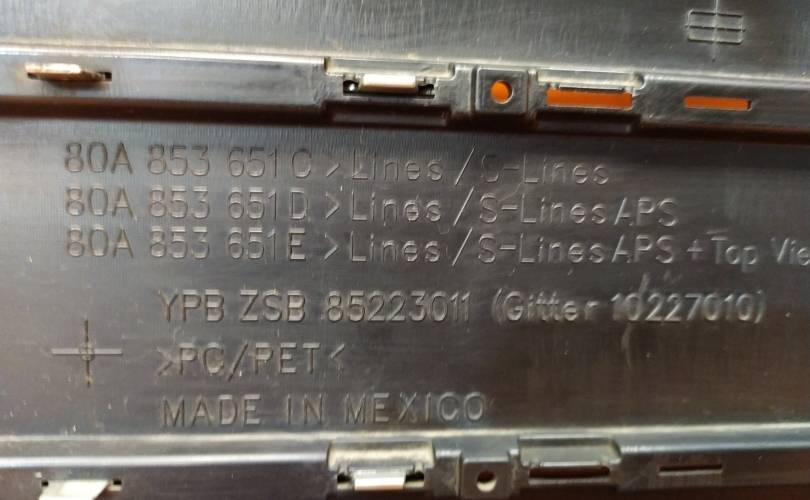 80A 853 651 C >Lines/S-Lines
80A 853 651 D >Lines/S-Lines APS
80A 853 651 E >Lines/S-Lines APS + Top Vie
YPB ZSB 85223011 (Gitter 10227010)
>PC/PET<
MADE IN MEXICO